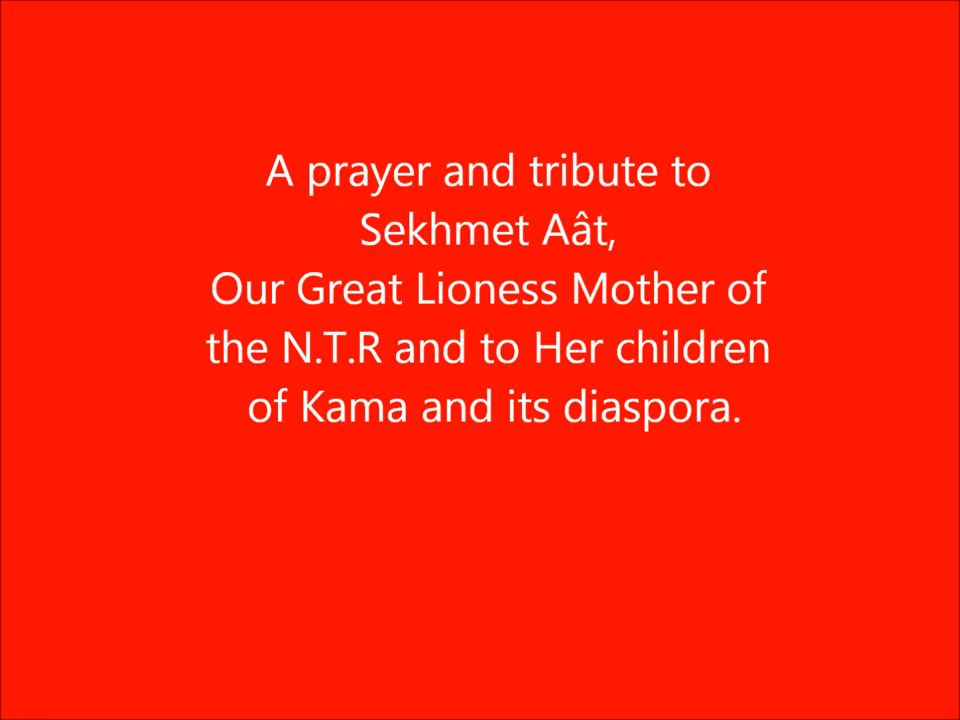 A prayer and tribute to
Sekhmet Aât,
Our Great Lioness Mother of
the N.T.R and to Her children
of Kama and its diaspora.